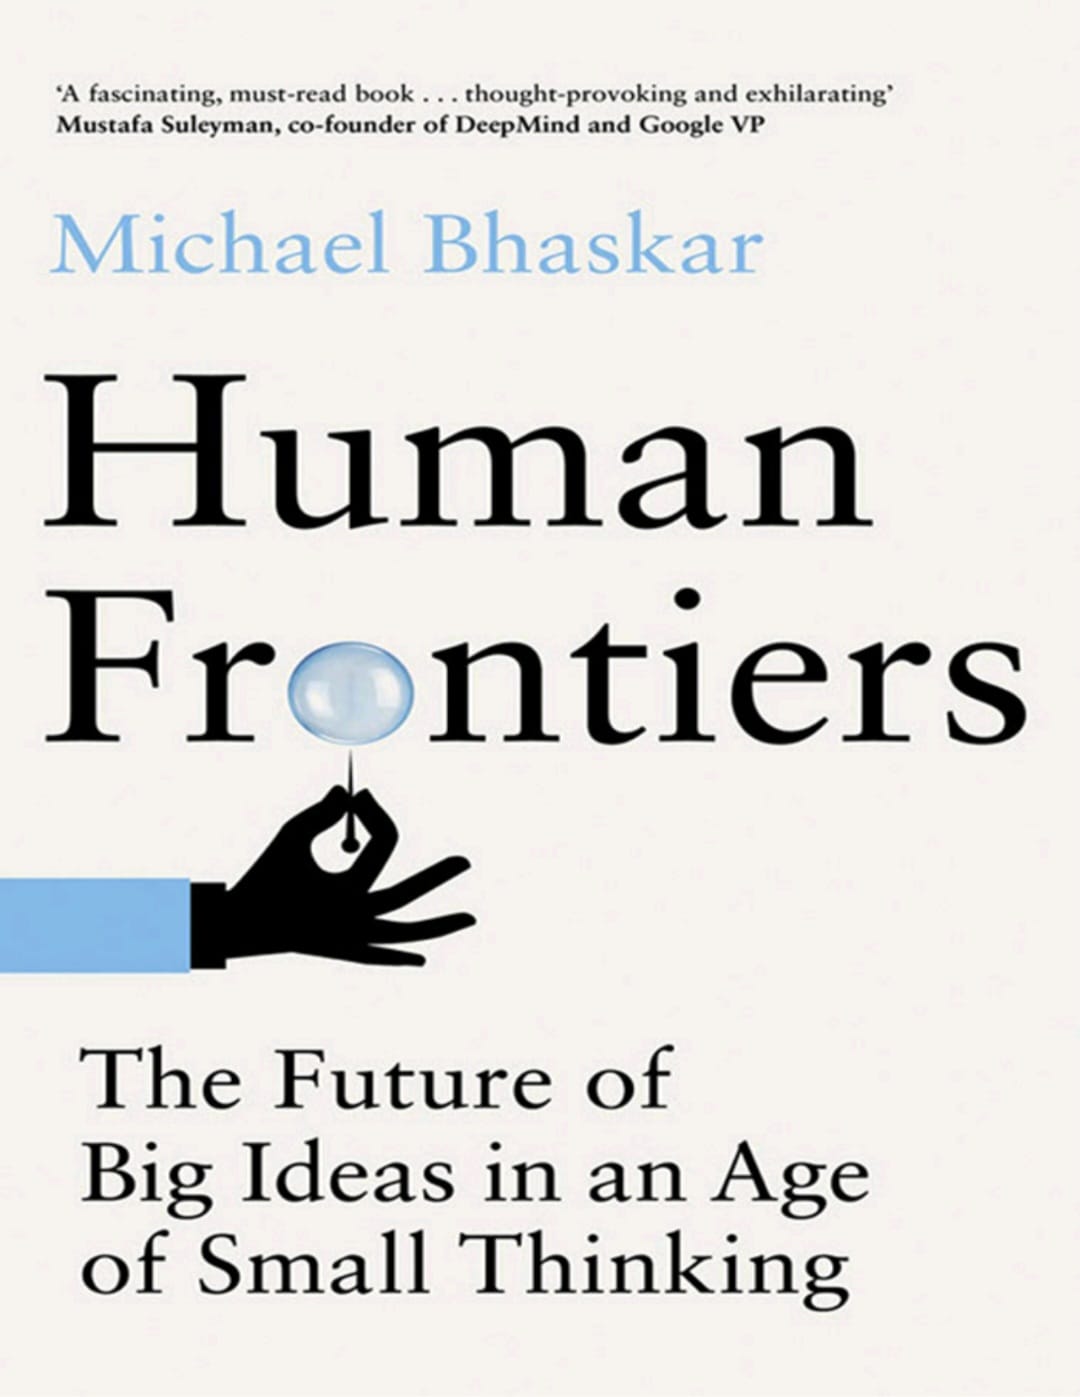 ‘A fascinating, must-read book . . . thought-provoking and exhilarating’
Mustafa Suleyman, co-founder of DeepMind and Google VP
Michael Bhaskar
Human
Frontiers
The Future of
Big Ideas in an Age
of Small Thinking